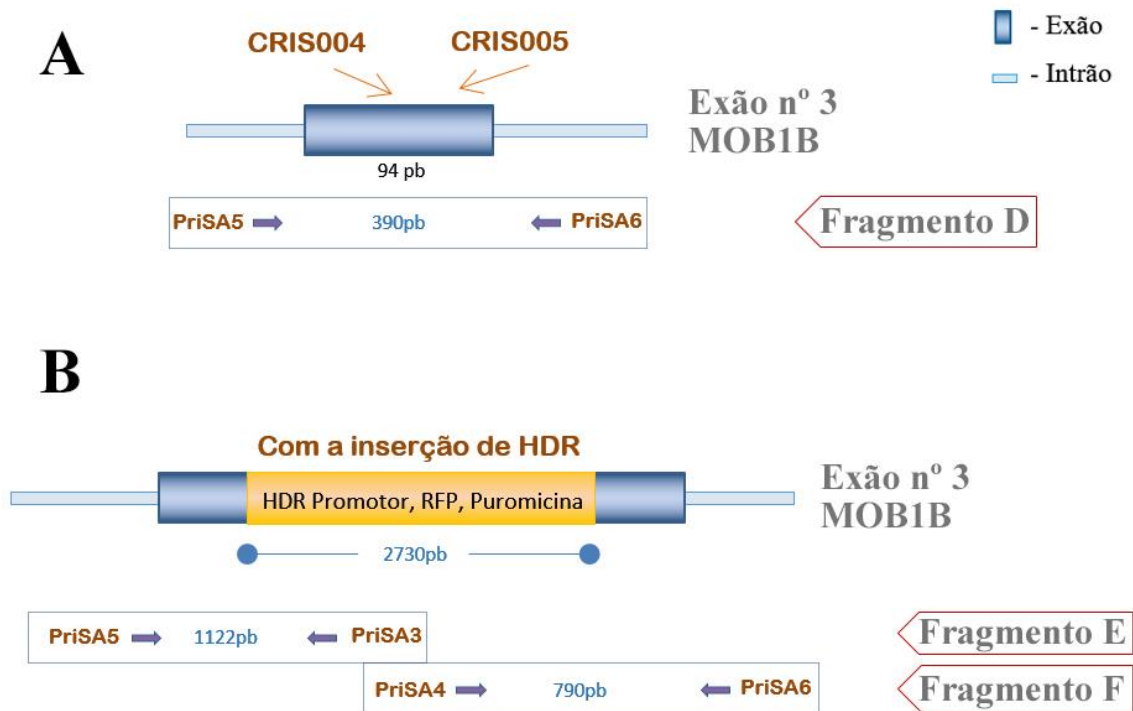 A
CRIS004
CRIS005
- Exão
- Intrão
Exão nº 3
MOB1B
94 pb
PriSA5
390pb
PriSA6
Fragmento D
B
Com a inserção de HDR
HDR Promotor, RFP, Puromicina
Exão nº 3
MOB1B
2730pb
PriSA5
1122pb
PriSA3
Fragmento E
PriSA4
790pb
PriSA6
Fragmento F